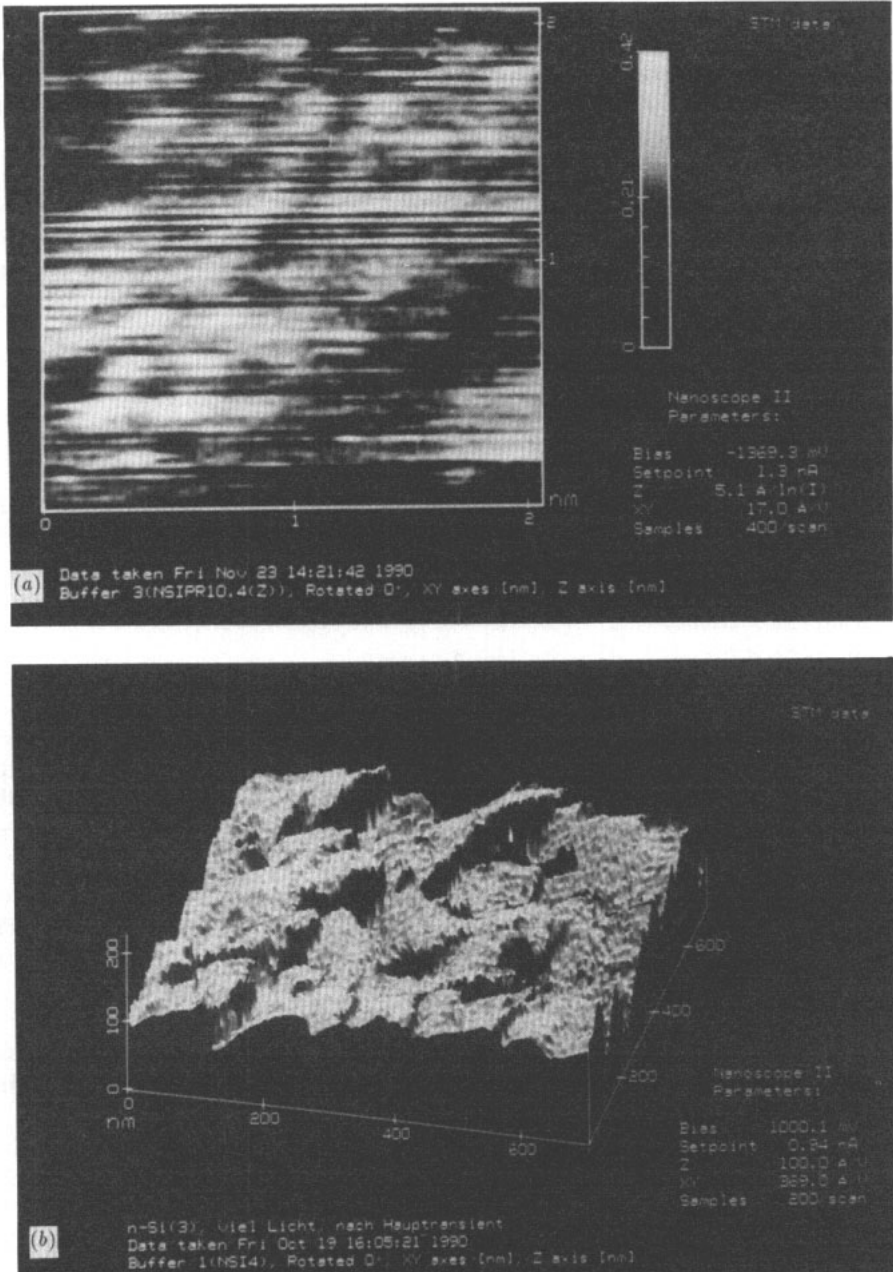 STM data
2
0.42
0.21
0
1
Nanoscope II
Parameters:
Bias -1369.3 mV
Setpoint 1.3 nA
Z 5.1 A/ln(I)
XY 17.0 A/V
Samples 400/scan
0 1 2 nm
(a) Data taken Fri Nov 23 14:21:42 1990
Buffer 3(NSIPR10.4(Z)), Rotated 0°, XY axes [nm], Z axis [nm]
STM data
200
100
0
0 200 400 600
nm
600
400
200
Nanoscope II
Parameters:
Bias 1000.1 mV
Setpoint 0.94 nA
Z 100.0 A/V
XY 369.0 A/V
Samples 200/scan
n-Si(3), viel Licht, nach Haupttransient
(b) Data taken Fri Oct 19 16:05:21 1990
Buffer 1(NSI4), Rotated 0°, XY axes [nm], Z axis [nm]